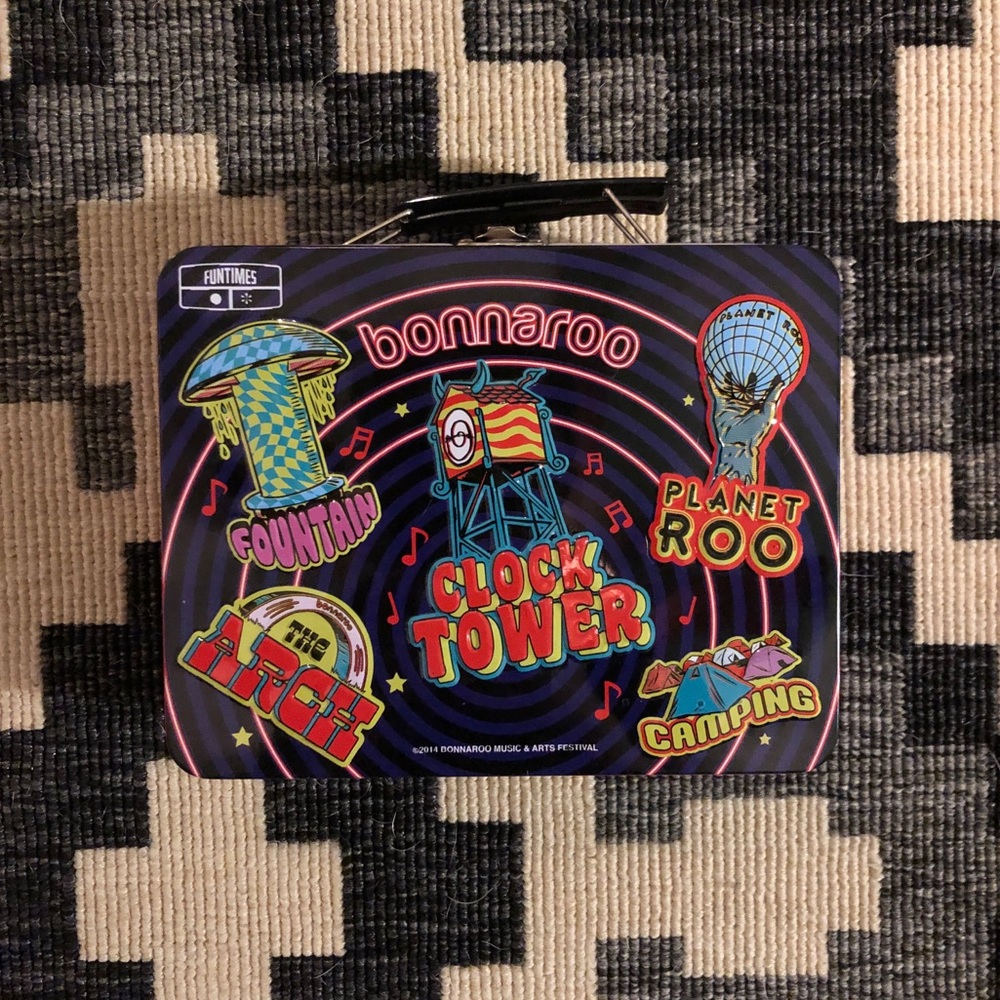 FUNTIMES
bonnaroo
PLANET ROO
FOUNTAIN
PLANET
ROO
CLOCK
TOWER
bonnaroo
THE
ARCH
CAMPING
©2014 BONNAROO MUSIC & ARTS FESTIVAL